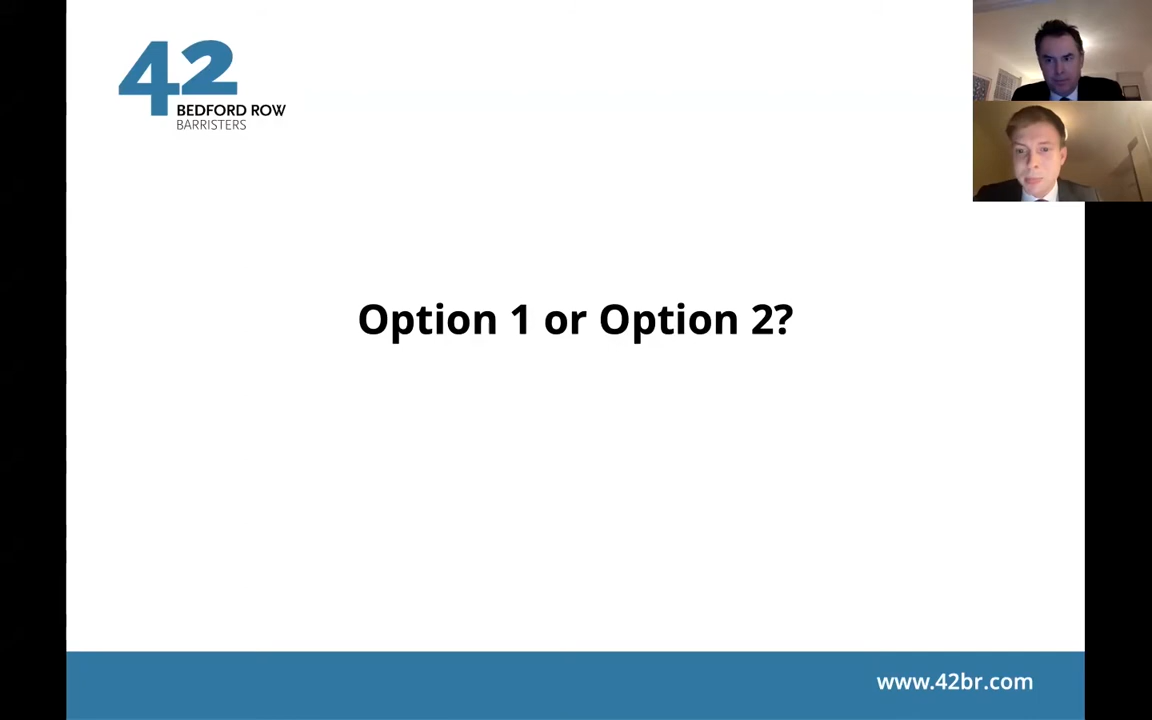 42
BEDFORD ROW
BARRISTERS
Option 1 or Option 2?
www.42br.com